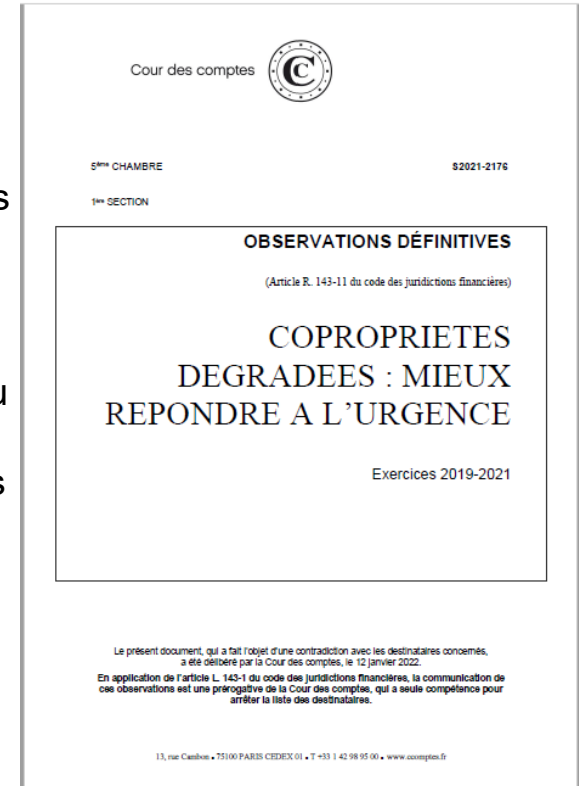 Cour des comptes
5ème CHAMBRE
S2021-2176
1ère SECTION
OBSERVATIONS DÉFINITIVES
(Article R. 143-11 du code des juridictions financières)
COPROPRIETES
DEGRADEES : MIEUX
REPONDRE A L'URGENCE
Exercices 2019-2021
Le présent document, qui a fait l'objet d'une contradiction avec les destinataires concernés,
a été délibéré par la Cour des comptes, le 12 janvier 2022.
En application de l'article L. 143-1 du code des juridictions financières, la communication de
ces observations est une prérogative de la Cour des comptes, qui a seule compétence pour
arrêter la liste des destinataires.
13, rue Cambon • 75100 PARIS CEDEX 01 • T +33 1 42 98 95 00 • www.ccomptes.fr